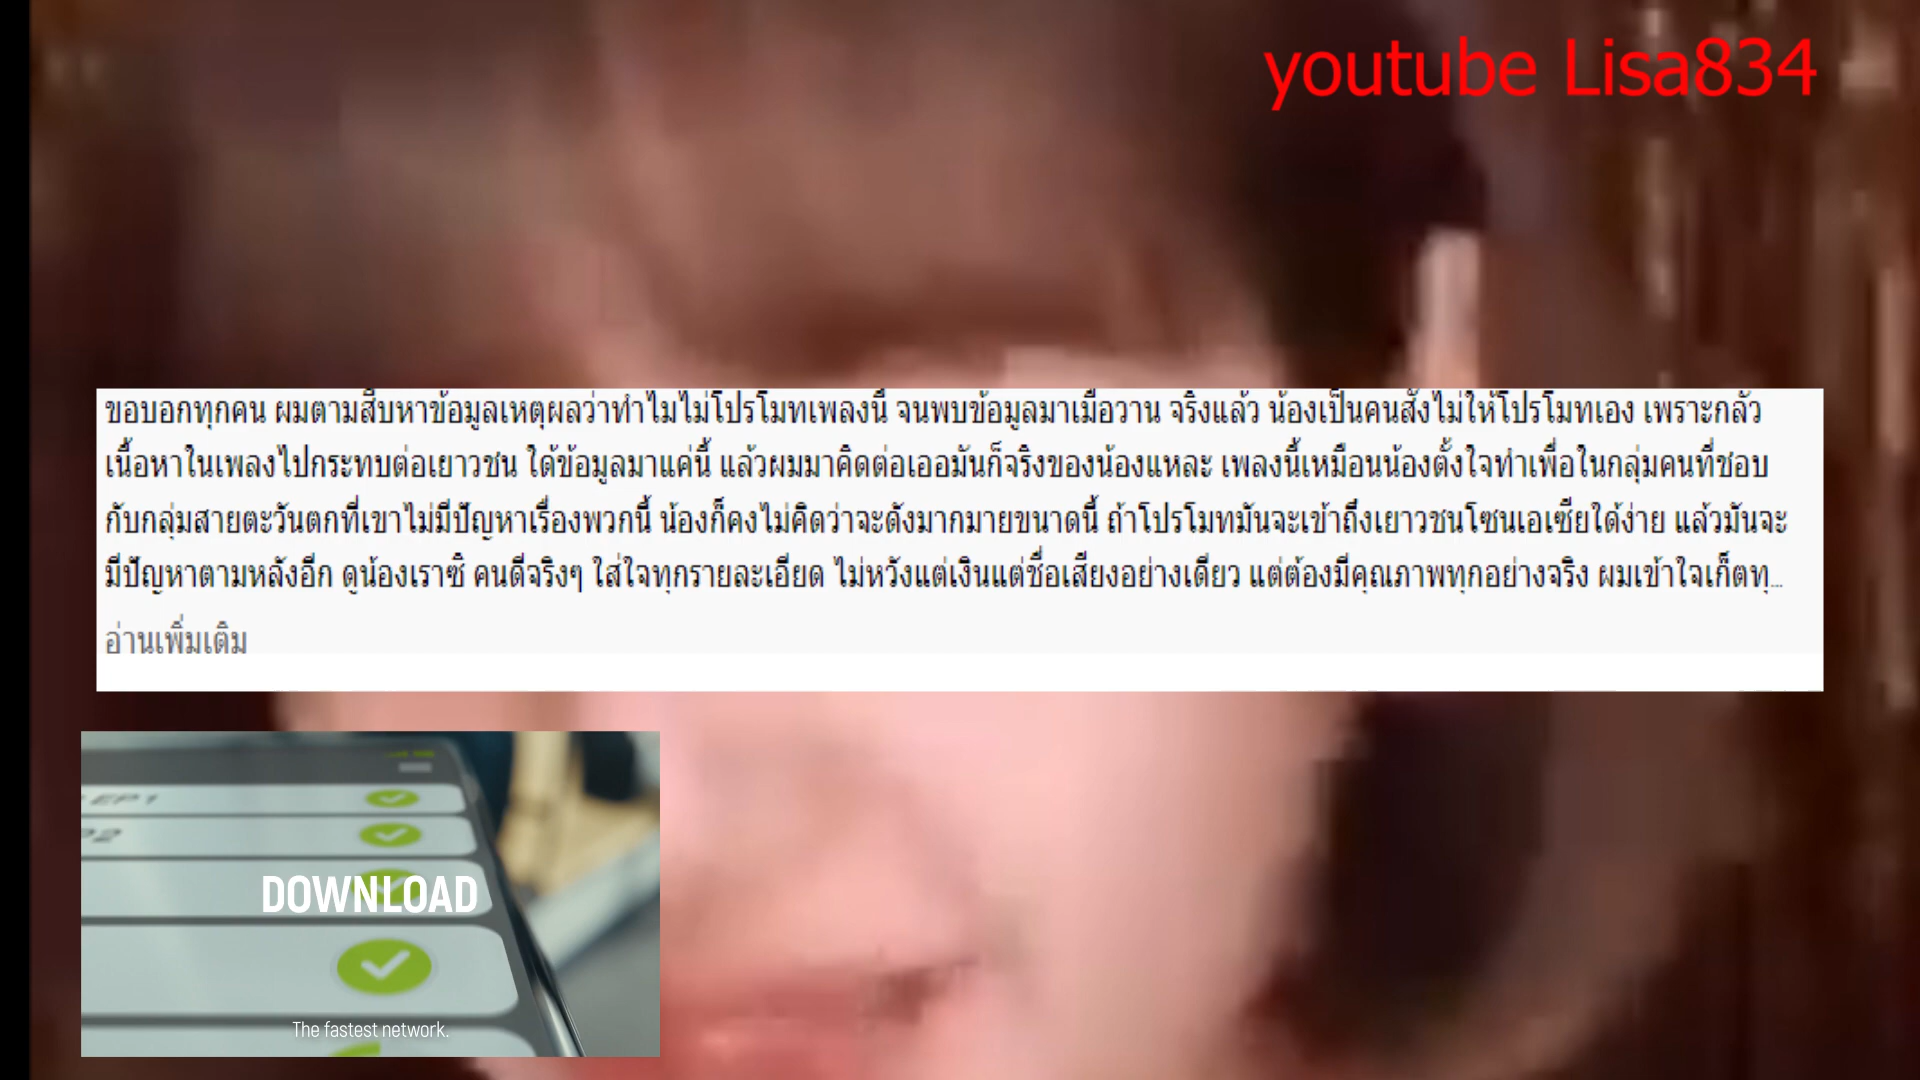 youtube Lisa834
ขอบอกทุกคน ผมตามสืบหาข้อมูลเหตุผลว่าทำไมไม่โปรโมทเพลงนี้ จนพบข้อมูลมาเมื่อวาน จริงแล้ว น้องเป็นคนสั่งไม่ให้โปรโมทเอง เพราะกลัว
เนื้อหาในเพลงไปกระทบต่อเยาวชน ใด้ข้อมูลมาแค่นี้ แล้วผมมาคิดต่อเออมันก็จริงของน้องแหละ เพลงนี้เหมือนน้องตั้งใจทำเพื่อในกลุ่มคนที่ชอบ
กับกลุ่มสายตะวันตกที่เขาไม่มีปัญหาเรื่องพวกนี้ น้องก็คงไม่คิดว่าจะดังมากมายขนาดนี้ ถ้าโปรโมทมันจะเข้าถึงเยาวชนโซนเอเซียใด้ง่าย แล้วมันจะ
มีปัญหาตามหลังอีก ดูน้องเราซิ คนดีจริงๆ ใส่ใจทุกรายละเอียด ไม่หวังแต่เงินแต่ชื่อเสียงอย่างเดียว แต่ต้องมีคุณภาพทุกอย่างจริง ผมเข้าใจเก็ตทุ...
อ่านเพิ่มเติม
EP1
P2
DOWNLOAD
The fastest network.